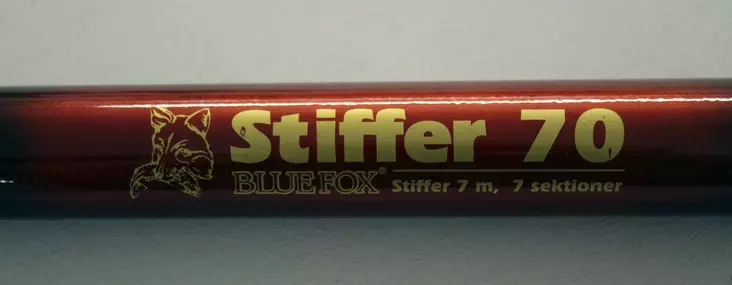 Stiffer 70
BLUE FOX® Stiffer 7 m, 7 sektioner